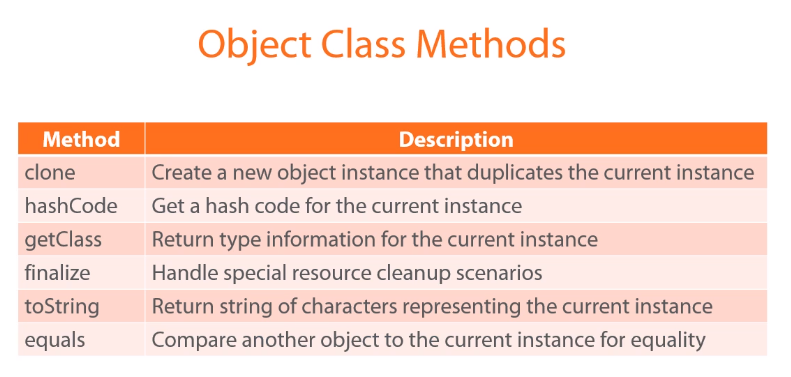 Object Class Methods
Method Description
clone Create a new object instance that duplicates the current instance
hashCode Get a hash code for the current instance
getClass Return type information for the current instance
finalize Handle special resource cleanup scenarios
toString Return string of characters representing the current instance
equals Compare another object to the current instance for equality